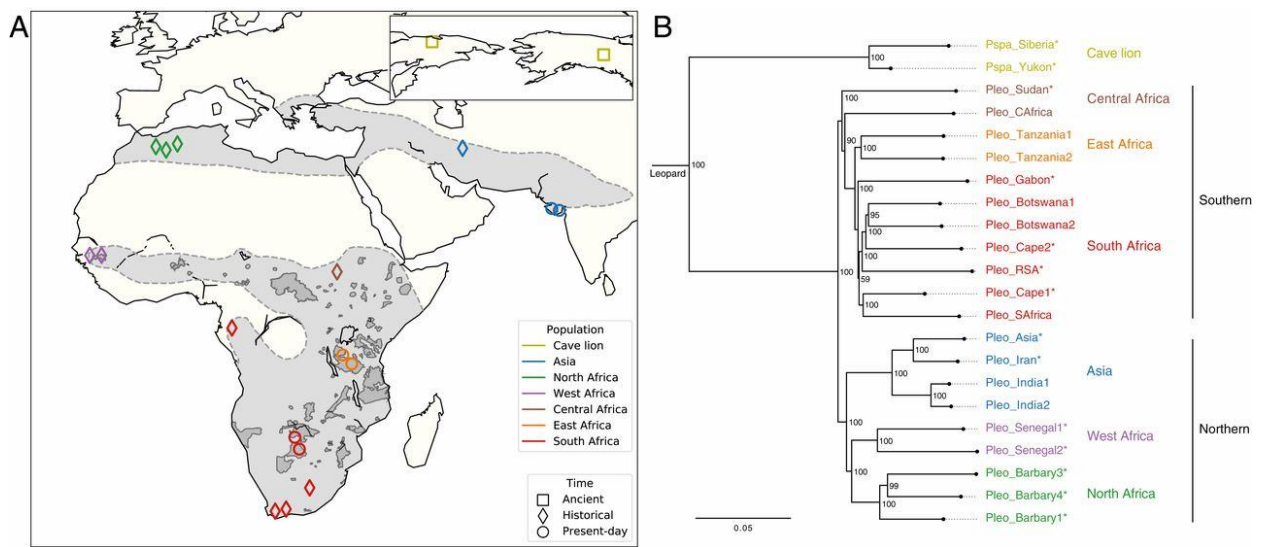 A
Population
Cave lion
Asia
North Africa
West Africa
Central Africa
East Africa
South Africa
Time
Ancient
Historical
Present-day
B
Leopard
100
100
Pspa_Siberia*
Pspa_Yukon*
Cave lion
100
Pleo_Sudan*
Pleo_CAfrica
Central Africa
90
100
Pleo_Tanzania1
Pleo_Tanzania2
East Africa
100
Pleo_Gabon*
95
Pleo_Botswana1
Pleo_Botswana2
100
100
Pleo_Cape2*
South Africa
100
Pleo_RSA*
59
100
Pleo_Cape1*
Pleo_SAfrica
Southern
100
Pleo_Asia*
Pleo_Iran*
100
Pleo_India1
100
Pleo_India2
Asia
100
100
Pleo_Senegal1*
Pleo_Senegal2*
West Africa
100
Pleo_Barbary3*
99
Pleo_Barbary4*
100
Pleo_Barbary1*
North Africa
Northern
0.05